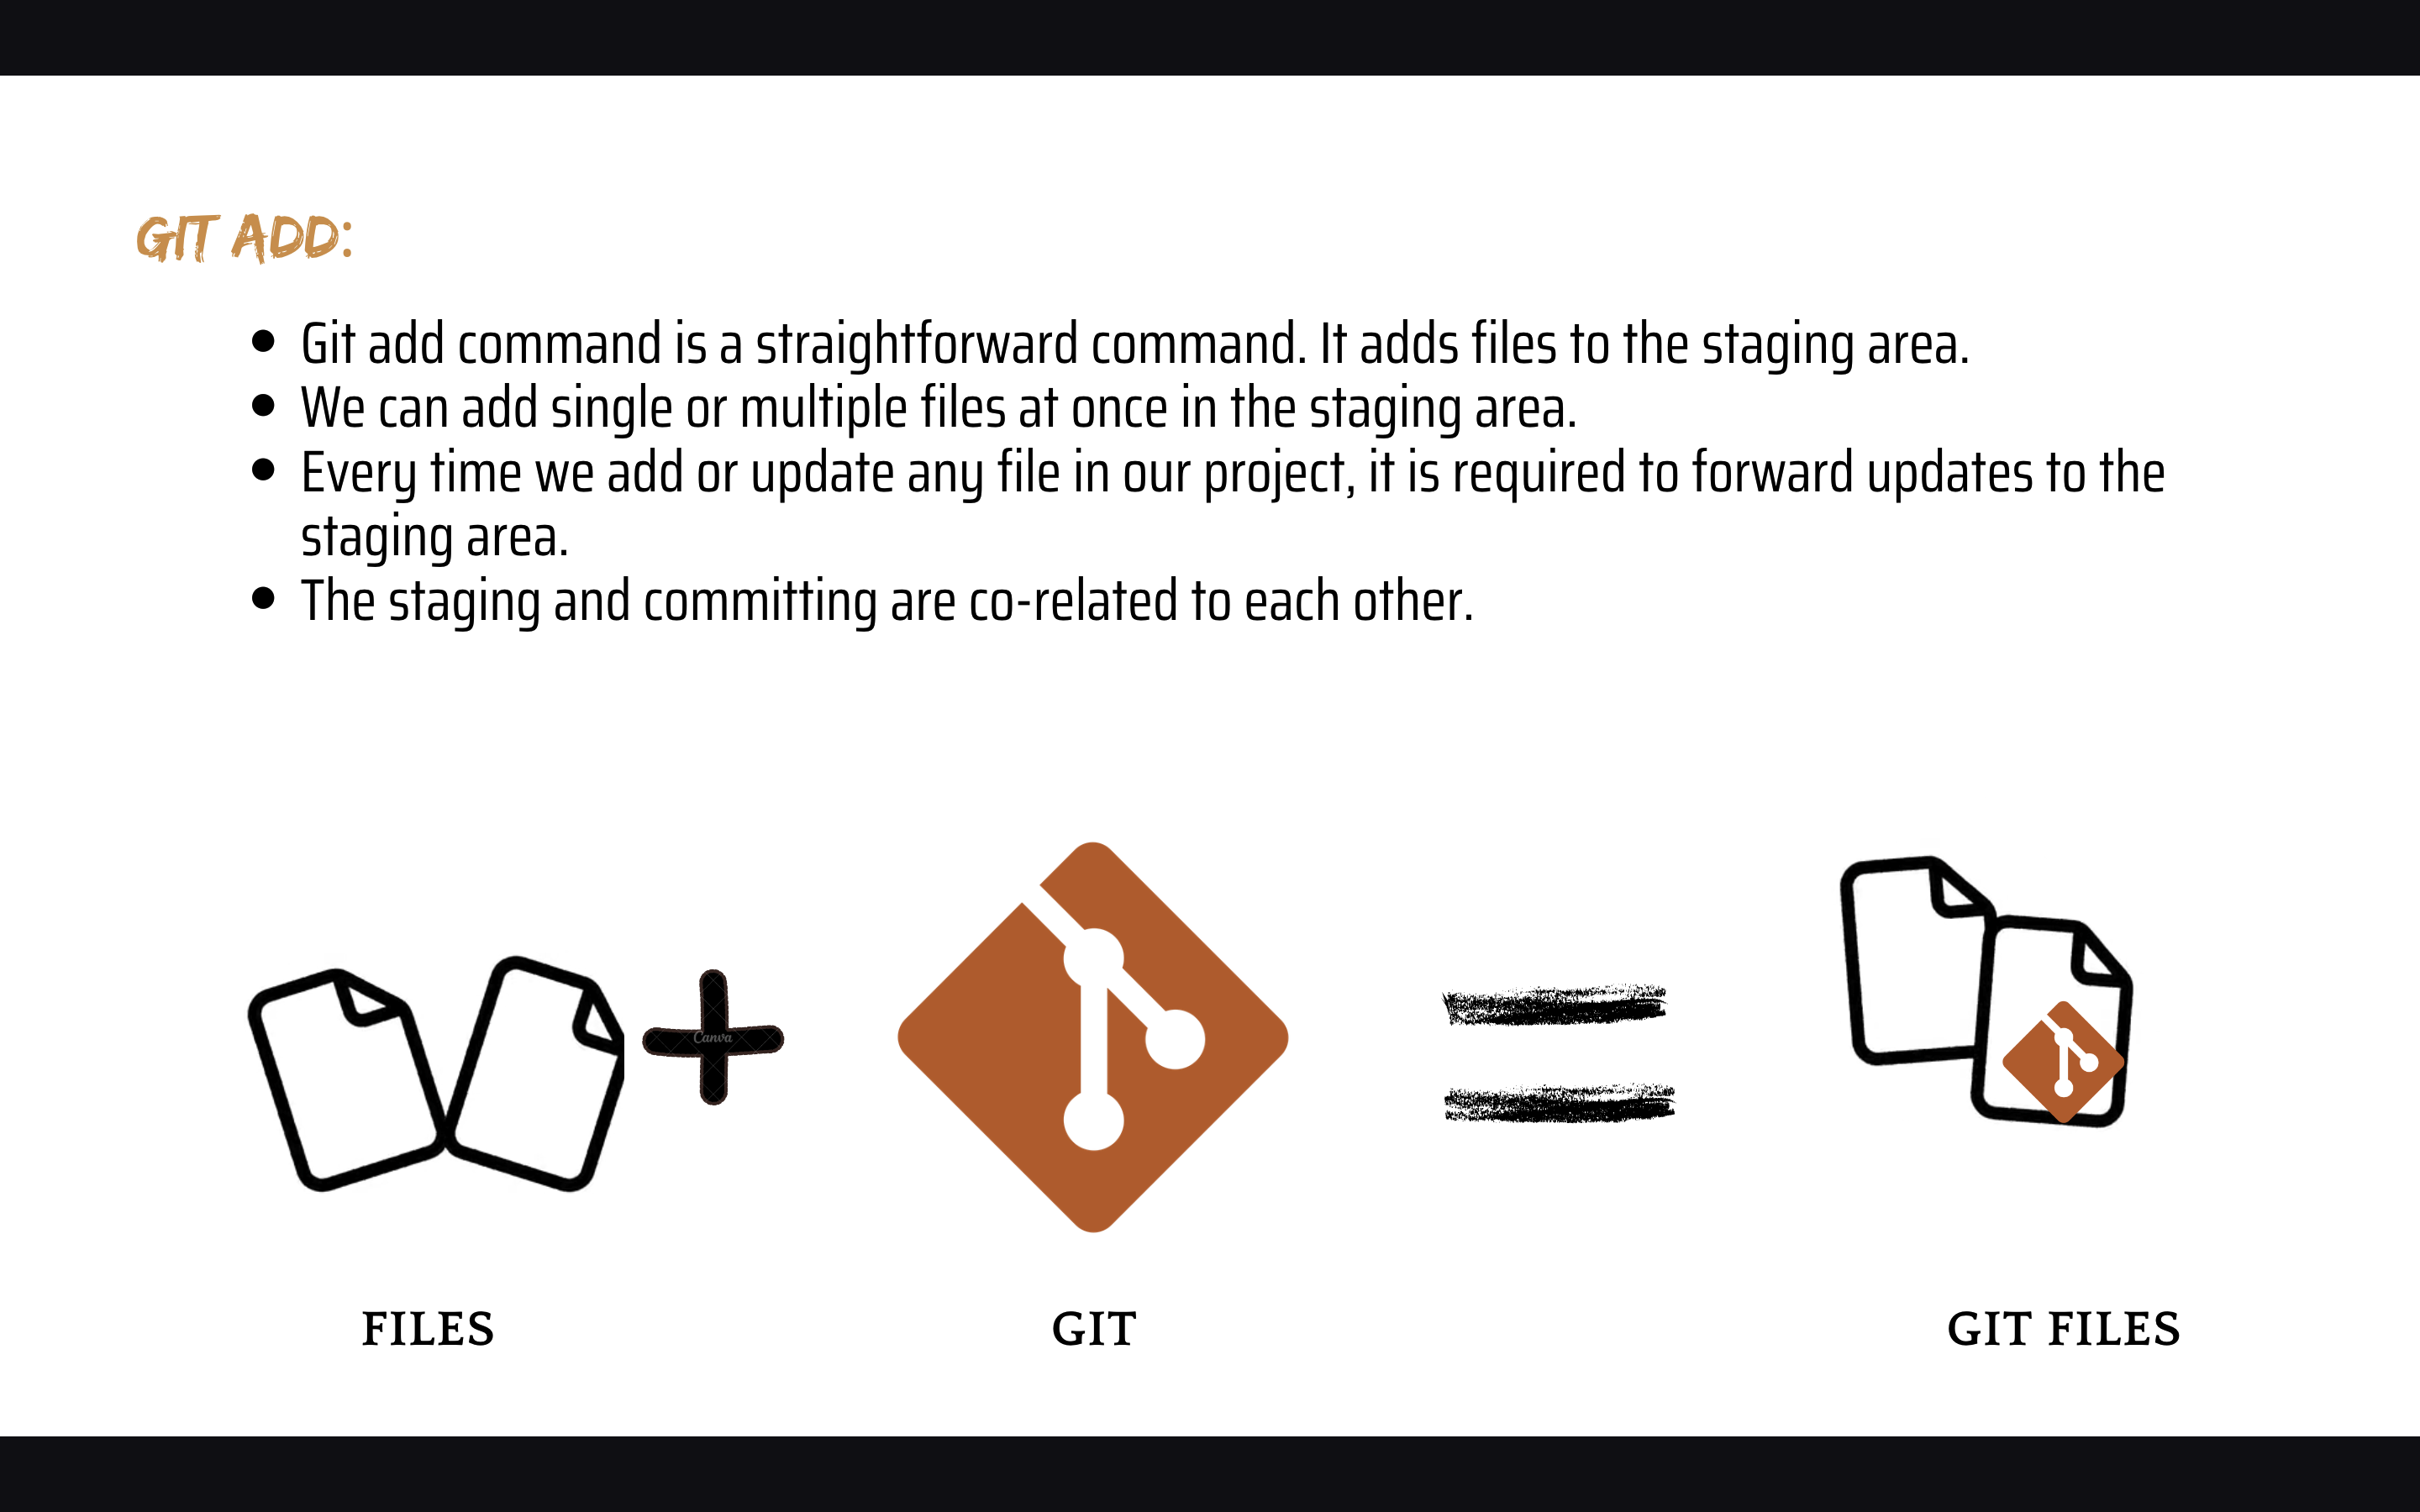 GIT ADD:
• Git add command is a straightforward command. It adds files to the staging area.
• We can add single or multiple files at once in the staging area.
• Every time we add or update any file in our project, it is required to forward updates to the
staging area.
• The staging and committing are co-related to each other.
Canva
FILES
GIT
GIT FILES